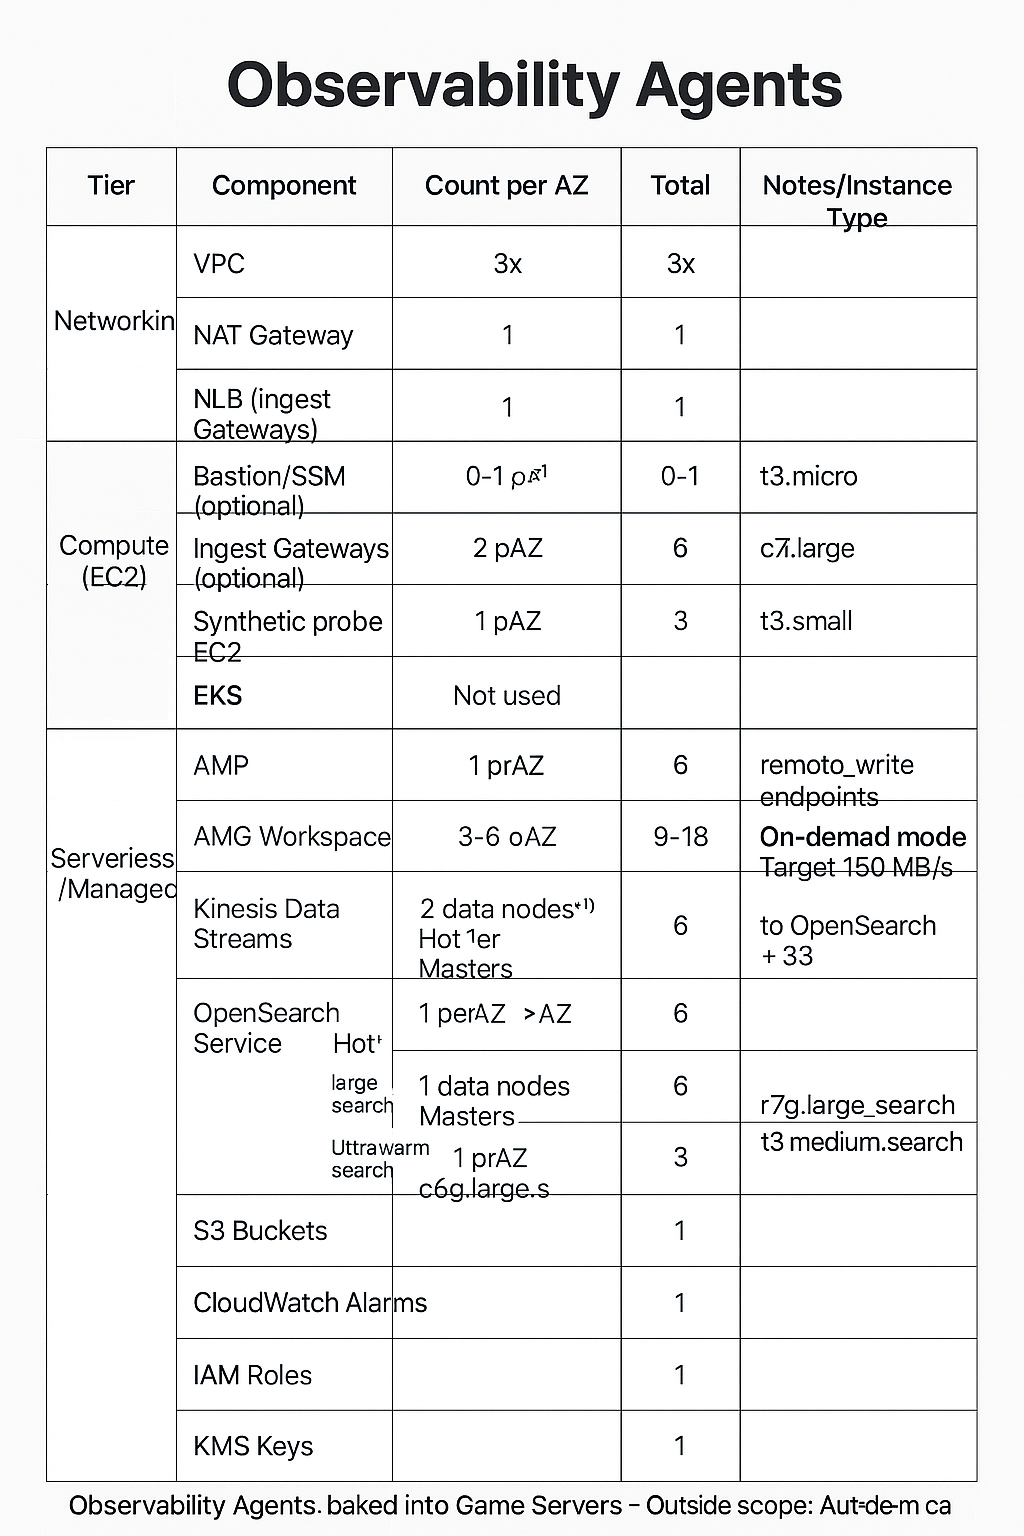 Observability Agents
Tier Component Count per AZ Total Notes/Instance
Type
Networkin
VPC 3x 3x
NAT Gateway 1 1
NLB (ingest
Gateways) 1 1
Compute
(EC2)
Bastion/SSM
(optional) 0-1 0-1 t3.micro
Ingest Gateways
(optional) 2 pAZ 6 c7.large
Synthetic probe
EC2 1 pAZ 3 t3.small
EKS Not used
Serveriess
/Managed
AMP 1 prAZ 6 remoto_write
endpoints
AMG Workspace 3-6 oAZ 9-18 On-demad mode
Target 150 MB/s
Kinesis Data
Streams
2 data nodes
Hot 1er
Masters
6
to OpenSearch
+ 33
OpenSearch
Service Hot
1 perAZ >AZ 6
large
search
1 data nodes
Masters
6
r7g.large_search
Uttrawarm
search
1 prAZ
c6g.large.s
3
t3 medium.search
S3 Buckets 1
CloudWatch Alarms 1
IAM Roles 1
KMS Keys 1
Observability Agents. baked into Game Servers – Outside scope: Aut-de-m ca